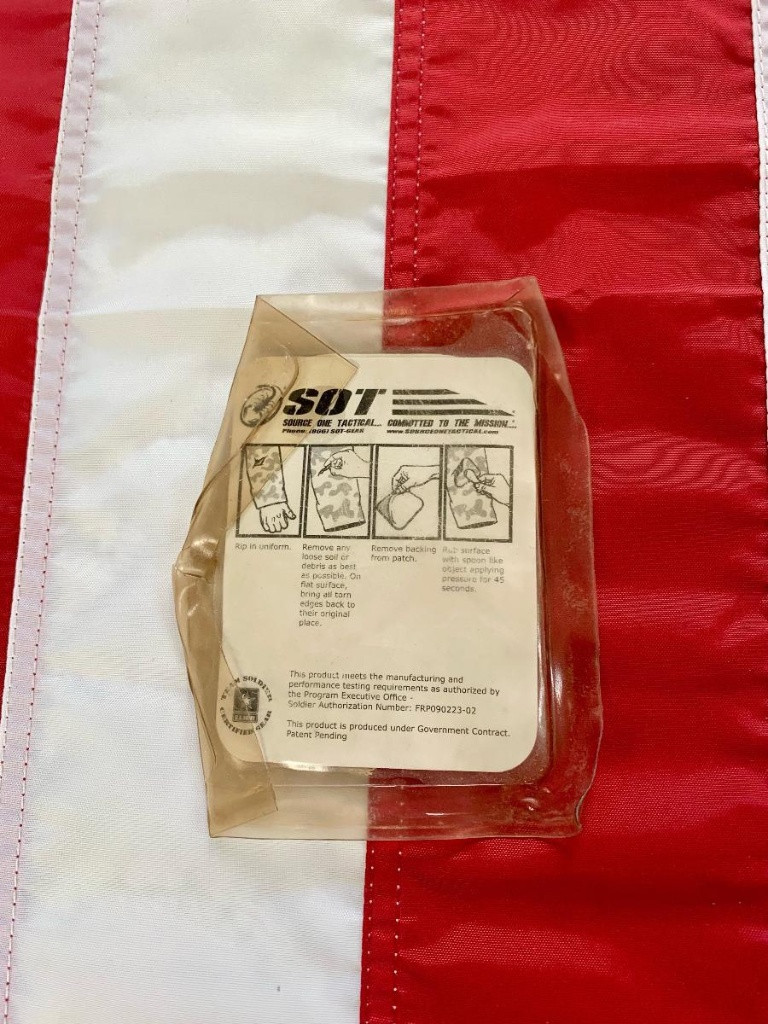 SOT
SOURCE ONE TACTICAL... COMMITTED TO THE MISSION...
Phone: (866) SOT-GEAR www.SOURCEONETACTICAL.com
Rip in uniform.
Remove any
loose soil or
debris as best
as possible. On
flat surface,
bring all torn
edges back to
their original
place.
Remove backing
from patch.
Rub surface
with spoon like
object applying
pressure for 45
seconds.
This product meets the manufacturing and
performance testing requirements as authorized by
the Program Executive Office -
Soldier Authorization Number: FRP090223-02
This product is produced under Government Contract.
Patent Pending
TEAM SOLDIER
CERTIFIED GEAR